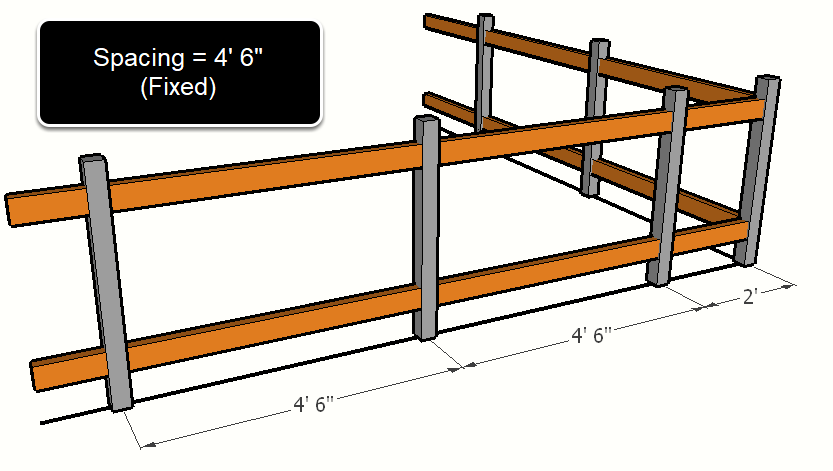 Spacing = 4' 6"
(Fixed)
2'
4' 6"
4' 6"